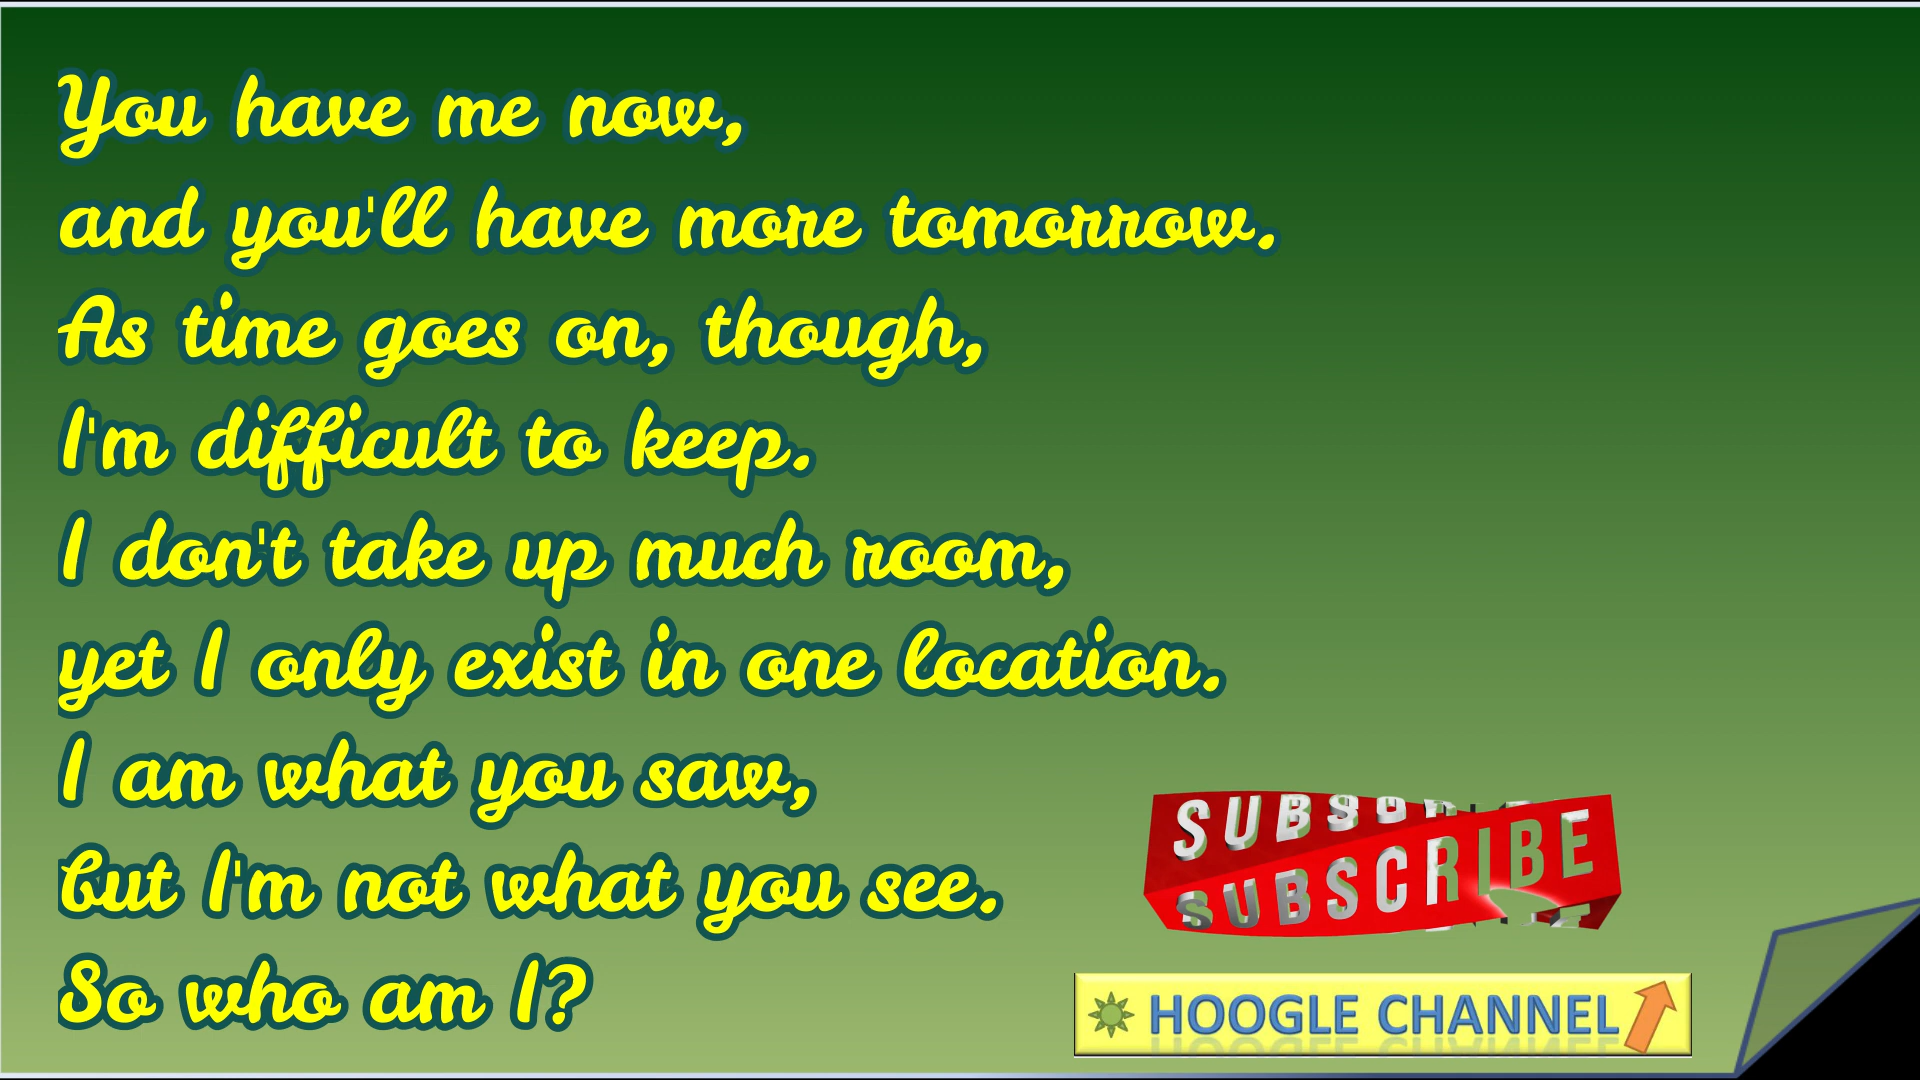 You have me now,
and you'll have more tomorrow.
As time goes on, though,
I'm difficult to keep.
I don't take up much room,
yet I only exist in one location.
I am what you saw,
but I'm not what you see.
So who am I?
SUBSCRIBE
HOOGLE CHANNEL